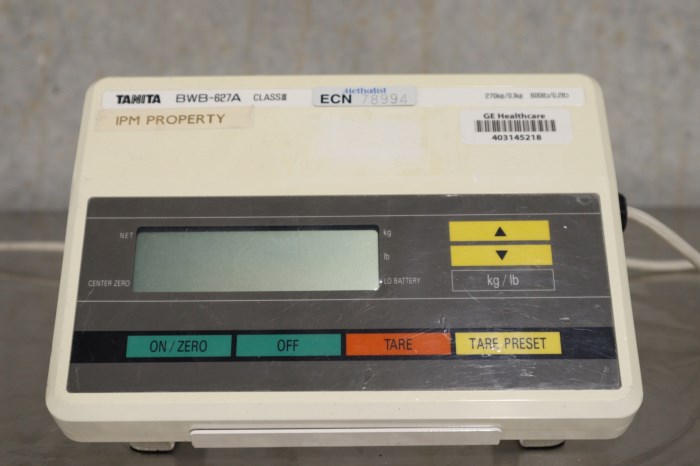 TANITA BWB-627A CLASS III
Methodist
ECN 78994
270kg/0.1kg 600lb/0.2lb
IPM PROPERTY
GE Healthcare
403145218
NET
kg
lb
CENTER ZERO
LO BATTERY
▲
▼
kg / lb
ON / ZERO
OFF
TARE
TARE PRESET